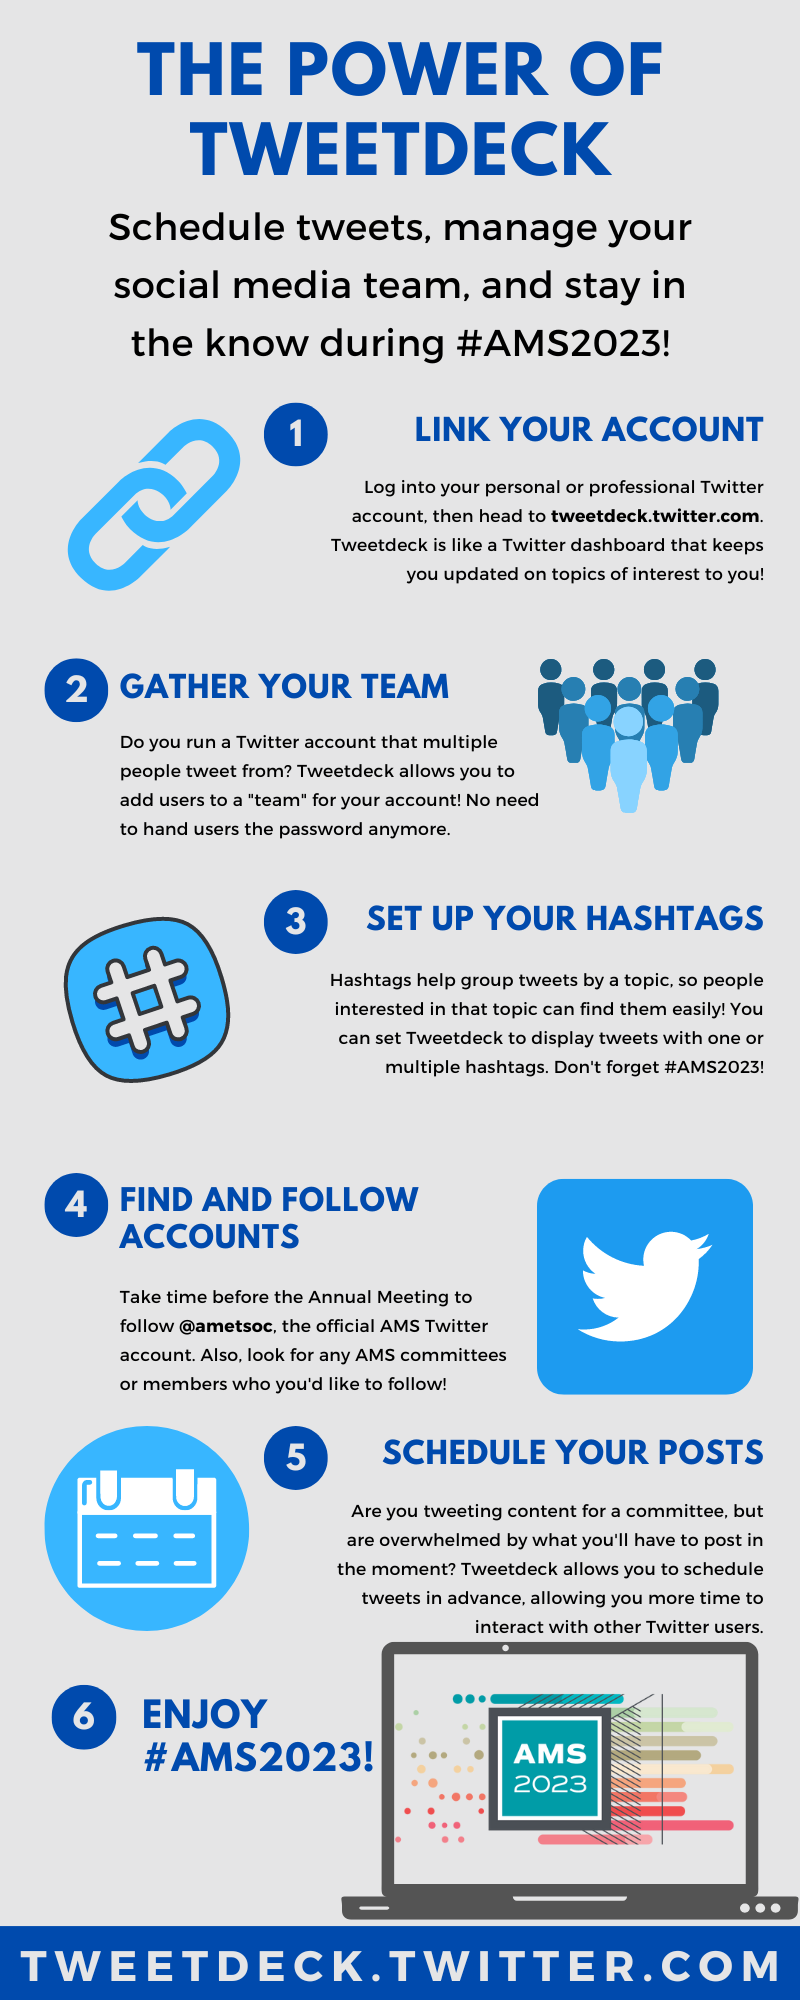 THE POWER OF
TWEETDECK
Schedule tweets, manage your
social media team, and stay in
the know during #AMS2023!
1
LINK YOUR ACCOUNT
Log into your personal or professional Twitter
account, then head to tweetdeck.twitter.com.
Tweetdeck is like a Twitter dashboard that keeps
you updated on topics of interest to you!
2
GATHER YOUR TEAM
Do you run a Twitter account that multiple
people tweet from? Tweetdeck allows you to
add users to a "team" for your account! No need
to hand users the password anymore.
3
SET UP YOUR HASHTAGS
Hashtags help group tweets by a topic, so people
interested in that topic can find them easily! You
can set Tweetdeck to display tweets with one or
multiple hashtags. Don't forget #AMS2023!
4
FIND AND FOLLOW
ACCOUNTS
Take time before the Annual Meeting to
follow @ametsoc, the official AMS Twitter
account. Also, look for any AMS committees
or members who you'd like to follow!
5
SCHEDULE YOUR POSTS
Are you tweeting content for a committee, but
are overwhelmed by what you'll have to post in
the moment? Tweetdeck allows you to schedule
tweets in advance, allowing you more time to
interact with other Twitter users.
6
ENJOY
#AMS2023!
AMS
2023
TWEETDECK.TWITTER.COM